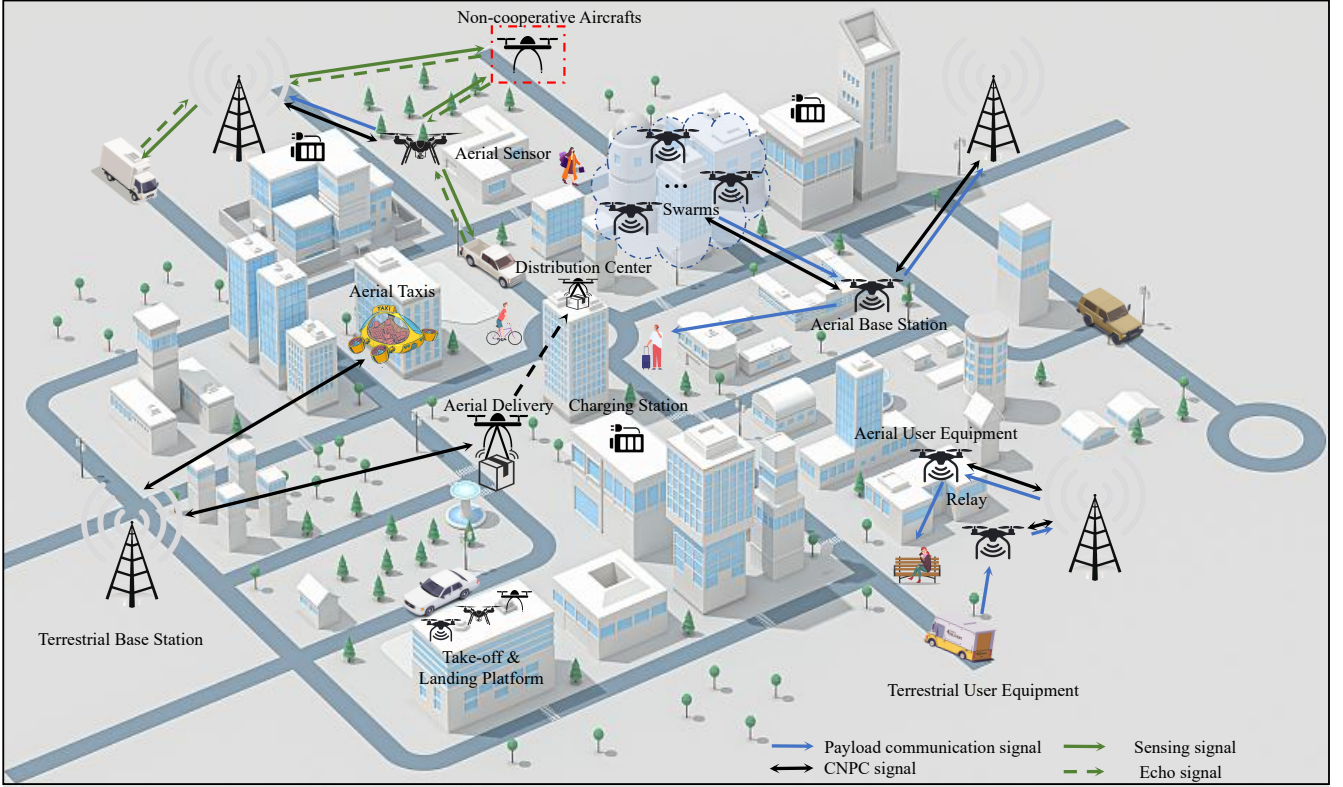 Non-cooperative Aircrafts
Aerial Sensor
Swarms
Distribution Center
Aerial Taxis
TAXI
Aerial Base Station
Aerial Delivery
Charging Station
Aerial User Equipment
Relay
Terrestrial Base Station
Take-off &
Landing Platform
Terrestrial User Equipment
Payload communication signal
Sensing signal
CNPC signal
Echo signal